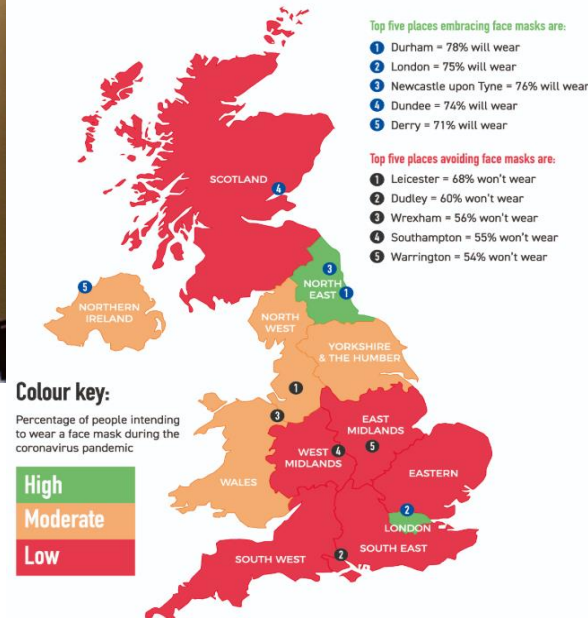 Top five places embracing face masks are:
1 Durham = 78% will wear
2 London = 75% will wear
3 Newcastle upon Tyne = 76% will wear
4 Dundee = 74% will wear
5 Derry = 71% will wear
Top five places avoiding face masks are:
1 Leicester = 68% won't wear
2 Dudley = 60% won't wear
3 Wrexham = 56% won't wear
4 Southampton = 55% won't wear
5 Warrington = 54% won't wear
SCOTLAND
4
5
NORTHERN
IRELAND
3
NORTH
EAST
1
NORTH
WEST
YORKSHIRE
& THE HUMBER
1
3
WALES
EAST
MIDLANDS
WEST
MIDLANDS
4
5
EASTERN
2
LONDON
SOUTH EAST
2
SOUTH WEST
Colour key:
Percentage of people intending
to wear a face mask during the
coronavirus pandemic
High
Moderate
Low